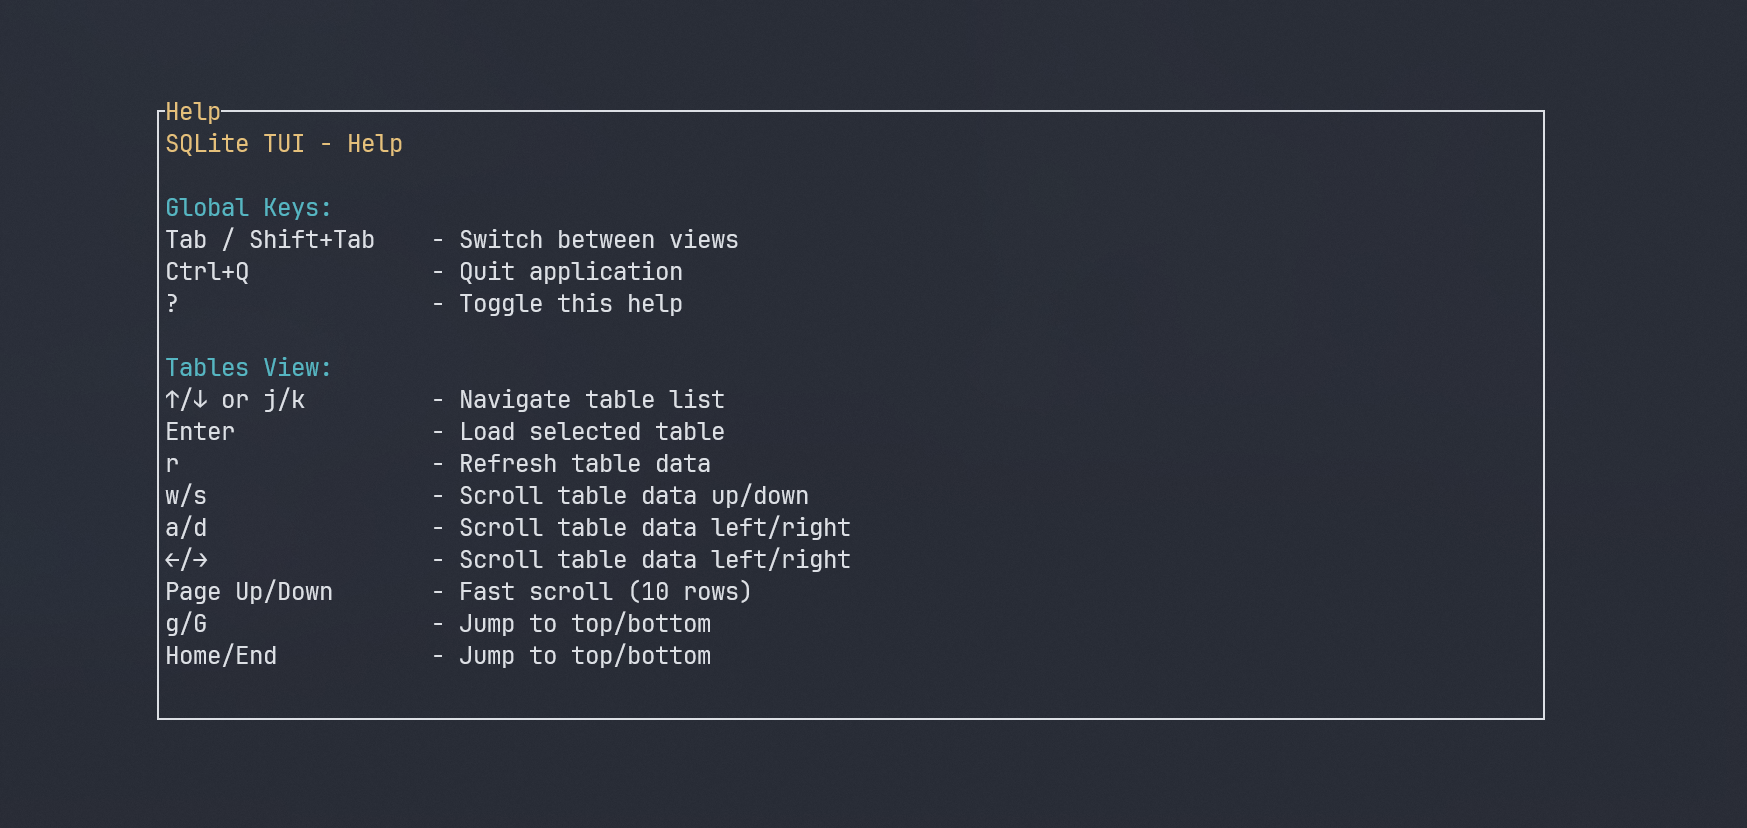 Help
SQLite TUI - Help
Global Keys:
Tab / Shift+Tab    - Switch between views
Ctrl+Q             - Quit application
?                  - Toggle this help
Tables View:
↑/↓ or j/k         - Navigate table list
Enter              - Load selected table
r                  - Refresh table data
w/s                - Scroll table data up/down
a/d                - Scroll table data left/right
←/→                - Scroll table data left/right
Page Up/Down       - Fast scroll (10 rows)
g/G                - Jump to top/bottom
Home/End           - Jump to top/bottom